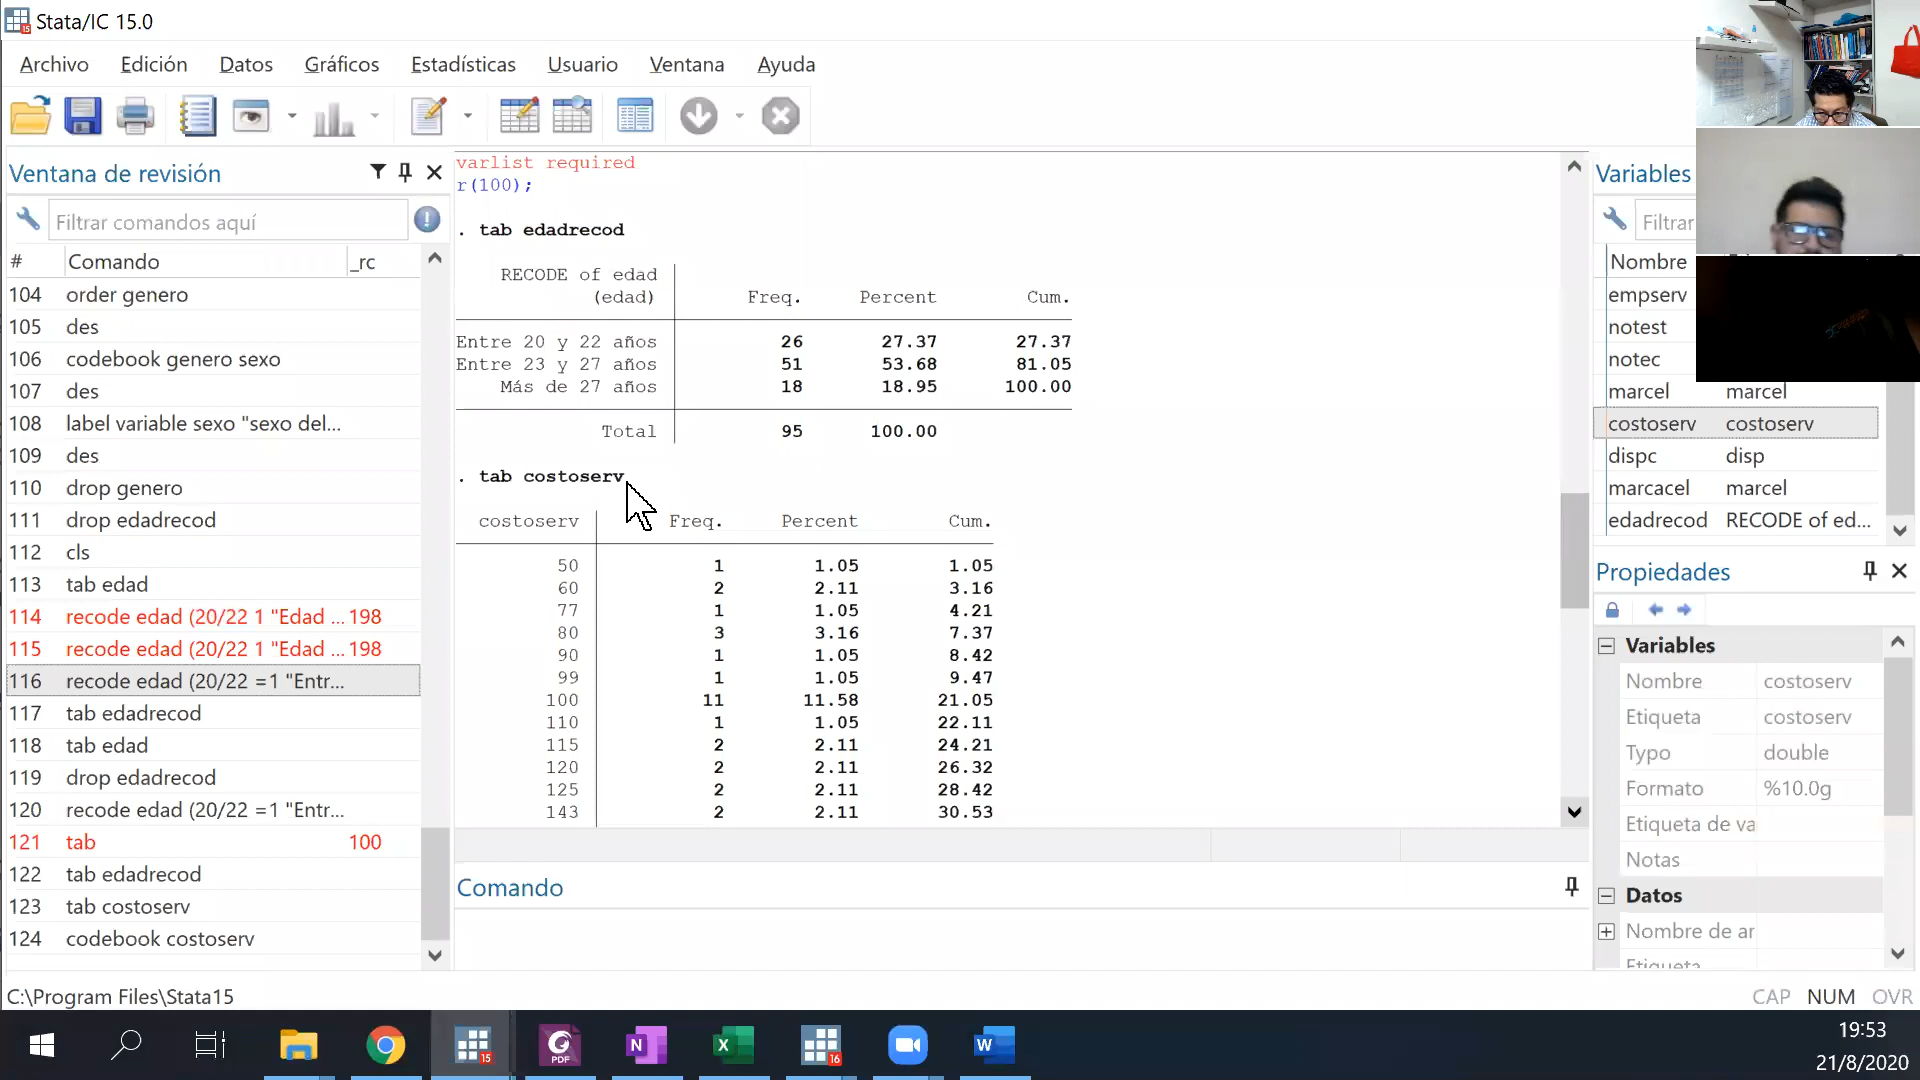 Stata/IC 15.0
Archivo Edición Datos Gráficos Estadísticas Usuario Ventana Ayuda
Ventana de revisión
Filtrar comandos aquí
# Comando _rc
104 order genero
105 des
106 codebook genero sexo
107 des
108 label variable sexo "sexo del...
109 des
110 drop genero
111 drop edadrecod
112 cls
113 tab edad
114 recode edad (20/22 1 "Edad ... 198
115 recode edad (20/22 1 "Edad ... 198
116 recode edad (20/22 =1 "Entr...
117 tab edadrecod
118 tab edad
119 drop edadrecod
120 recode edad (20/22 =1 "Entr...
121 tab 100
122 tab edadrecod
123 tab costoserv
124 codebook costoserv
varlist required
r(100);
. tab edadrecod
RECODE of edad
(edad) Freq. Percent Cum.
Entre 20 y 22 años 26 27.37 27.37
Entre 23 y 27 años 51 53.68 81.05
Más de 27 años 18 18.95 100.00
Total 95 100.00
. tab costoserv
costoserv Freq. Percent Cum.
50 1 1.05 1.05
60 2 2.11 3.16
77 1 1.05 4.21
80 3 3.16 7.37
90 1 1.05 8.42
99 1 1.05 9.47
100 11 11.58 21.05
110 1 1.05 22.11
115 2 2.11 24.21
120 2 2.11 26.32
125 2 2.11 28.42
143 2 2.11 30.53
Comando
Variables
Filtrar
Nombre
empserv
notest
notec
marcel marcel
costoserv costoserv
dispc disp
marcacel marcel
edadrecod RECODE of ed...
Propiedades
Variables
Nombre costoserv
Etiqueta costoserv
Typo double
Formato %10.0g
Etiqueta de va
Notas
Datos
Nombre de ar
Etiqueta
C:\Program Files\Stata15
CAP NUM OVR
15
PDF
N
X
16
W
19:53
21/8/2020